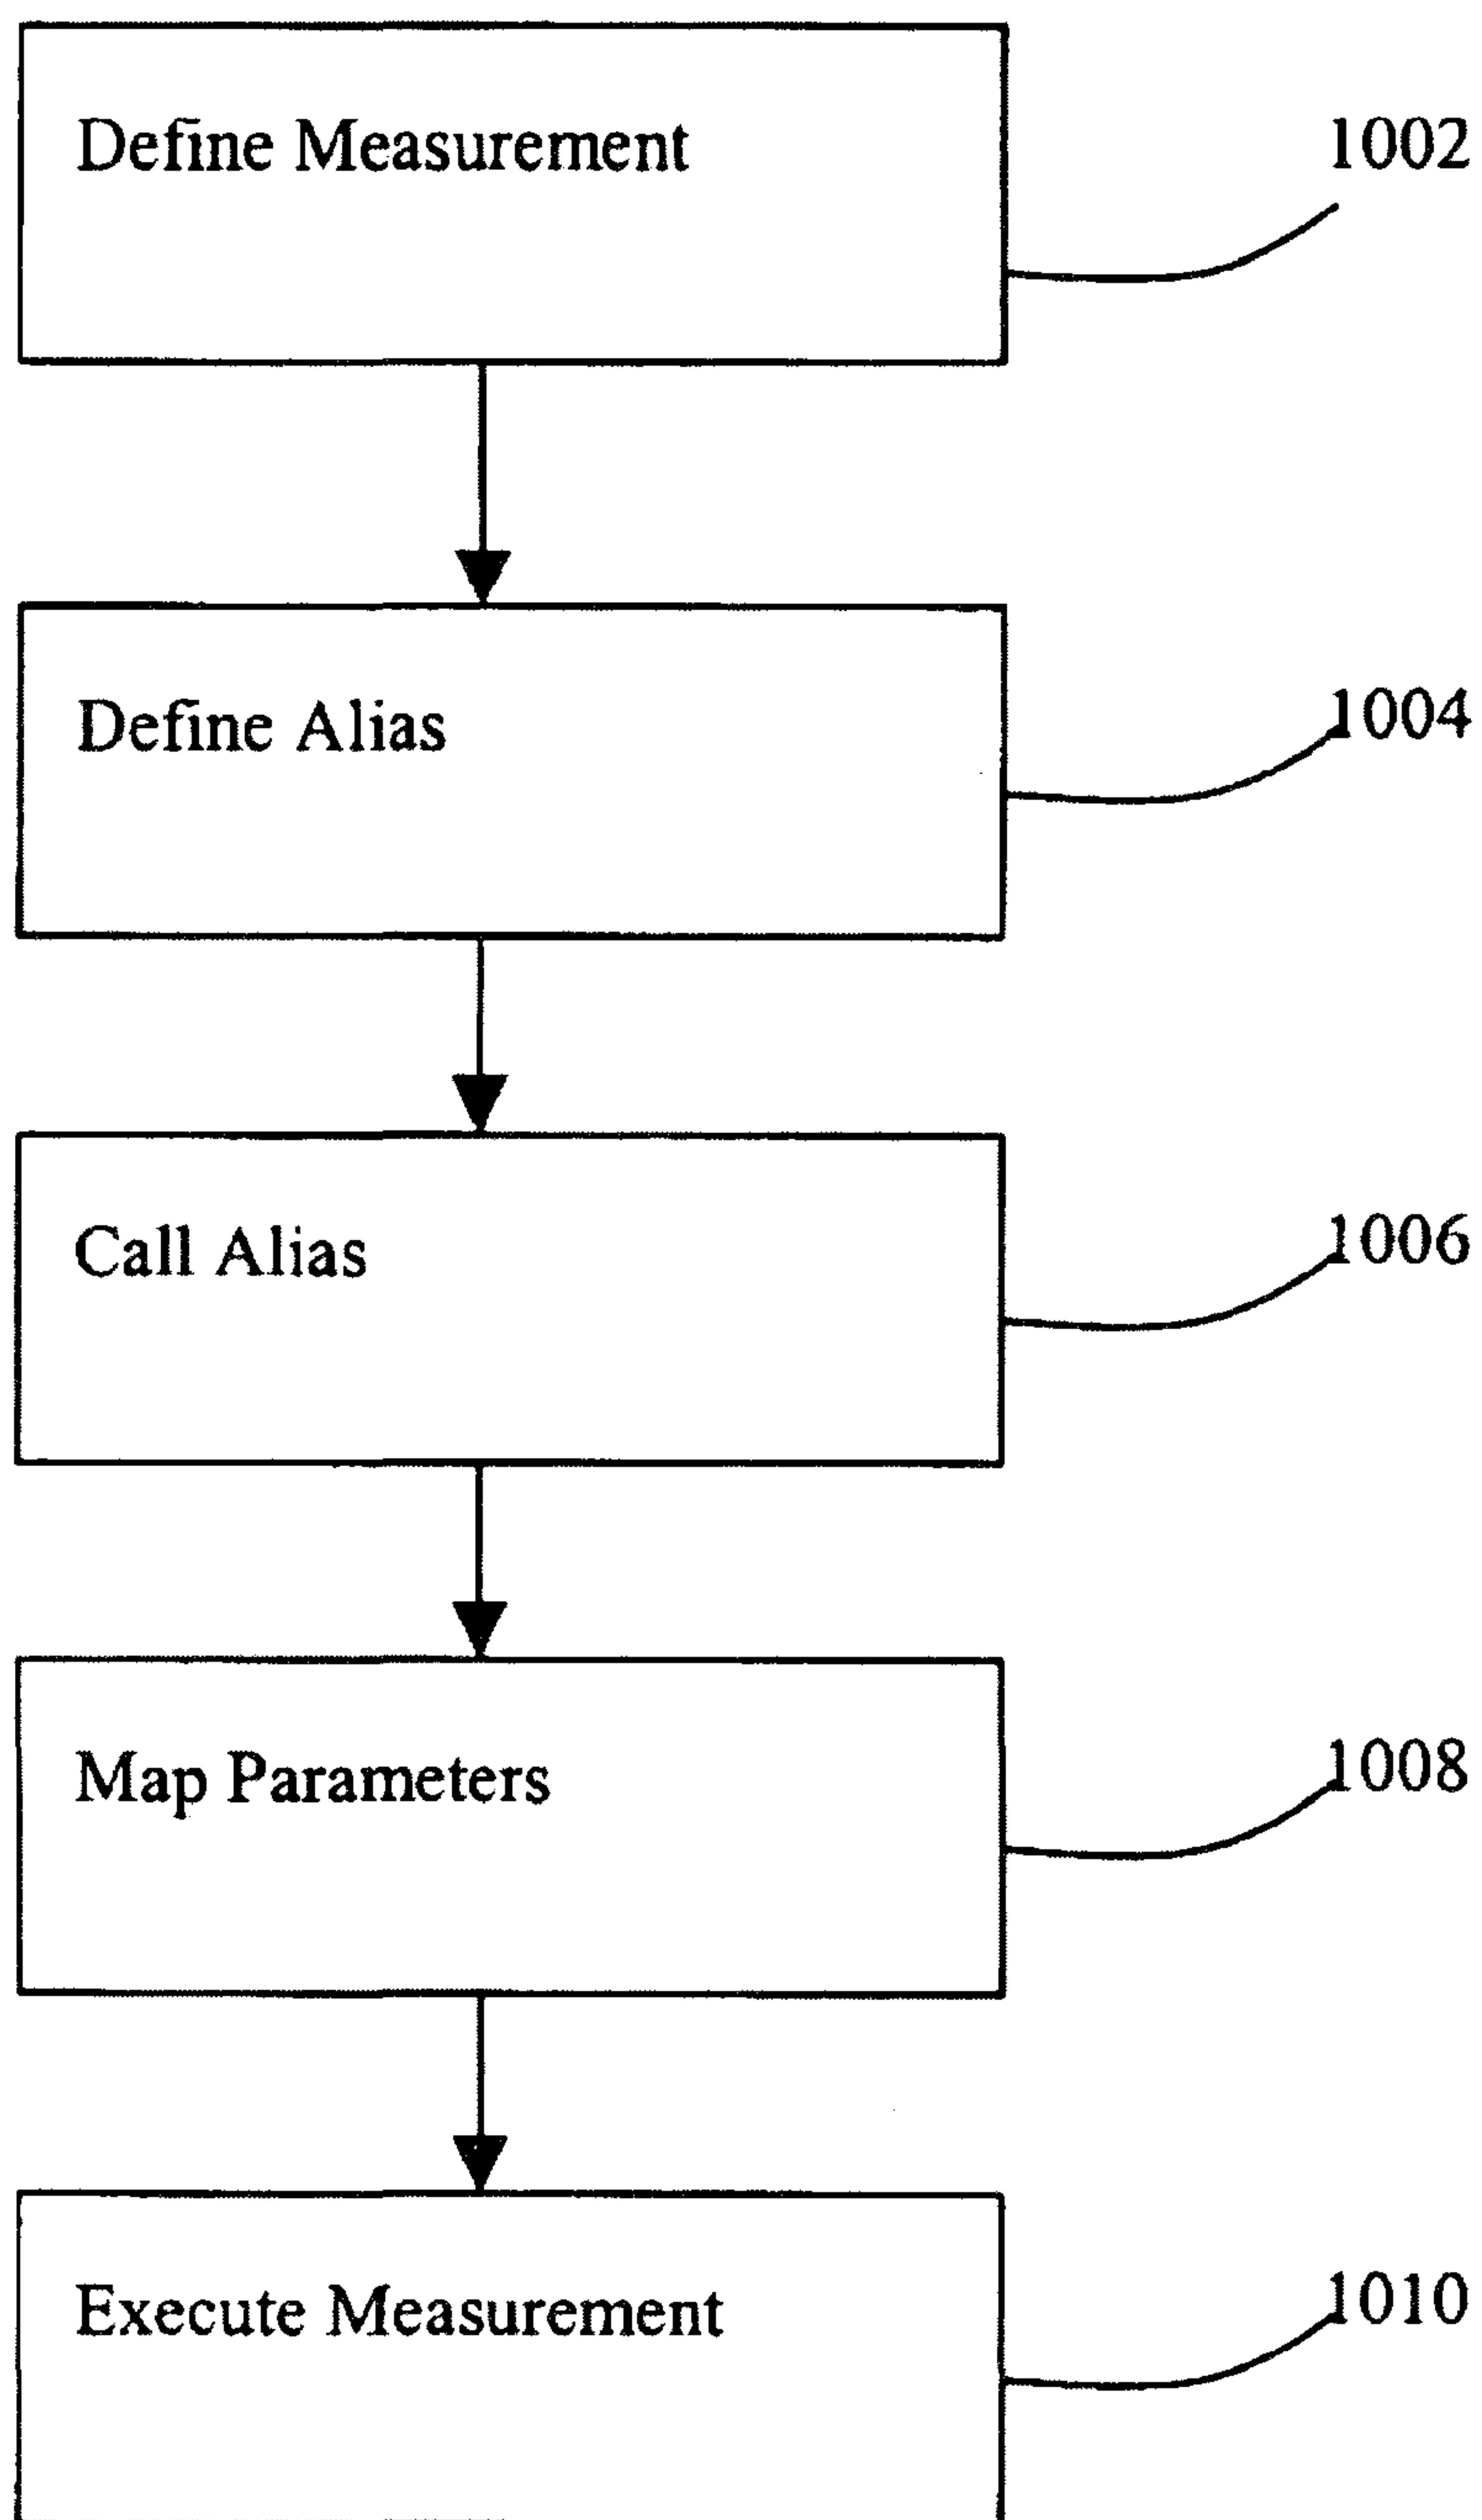 Define Measurement
1002
Define Alias
1004
Call Alias
1006
Map Parameters
1008
Execute Measurement
1010